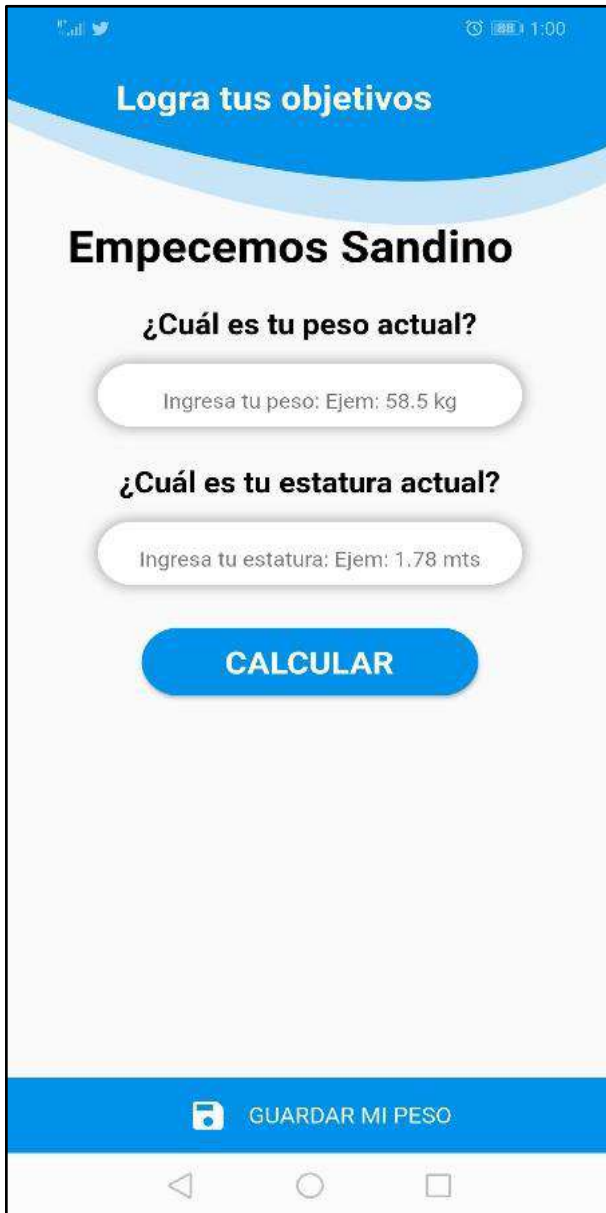 88 1:00
Logra tus objetivos
Empecemos Sandino
¿Cuál es tu peso actual?
Ingresa tu peso: Ejem: 58.5 kg
¿Cuál es tu estatura actual?
Ingresa tu estatura: Ejem: 1.78 mts
CALCULAR
GUARDAR MI PESO